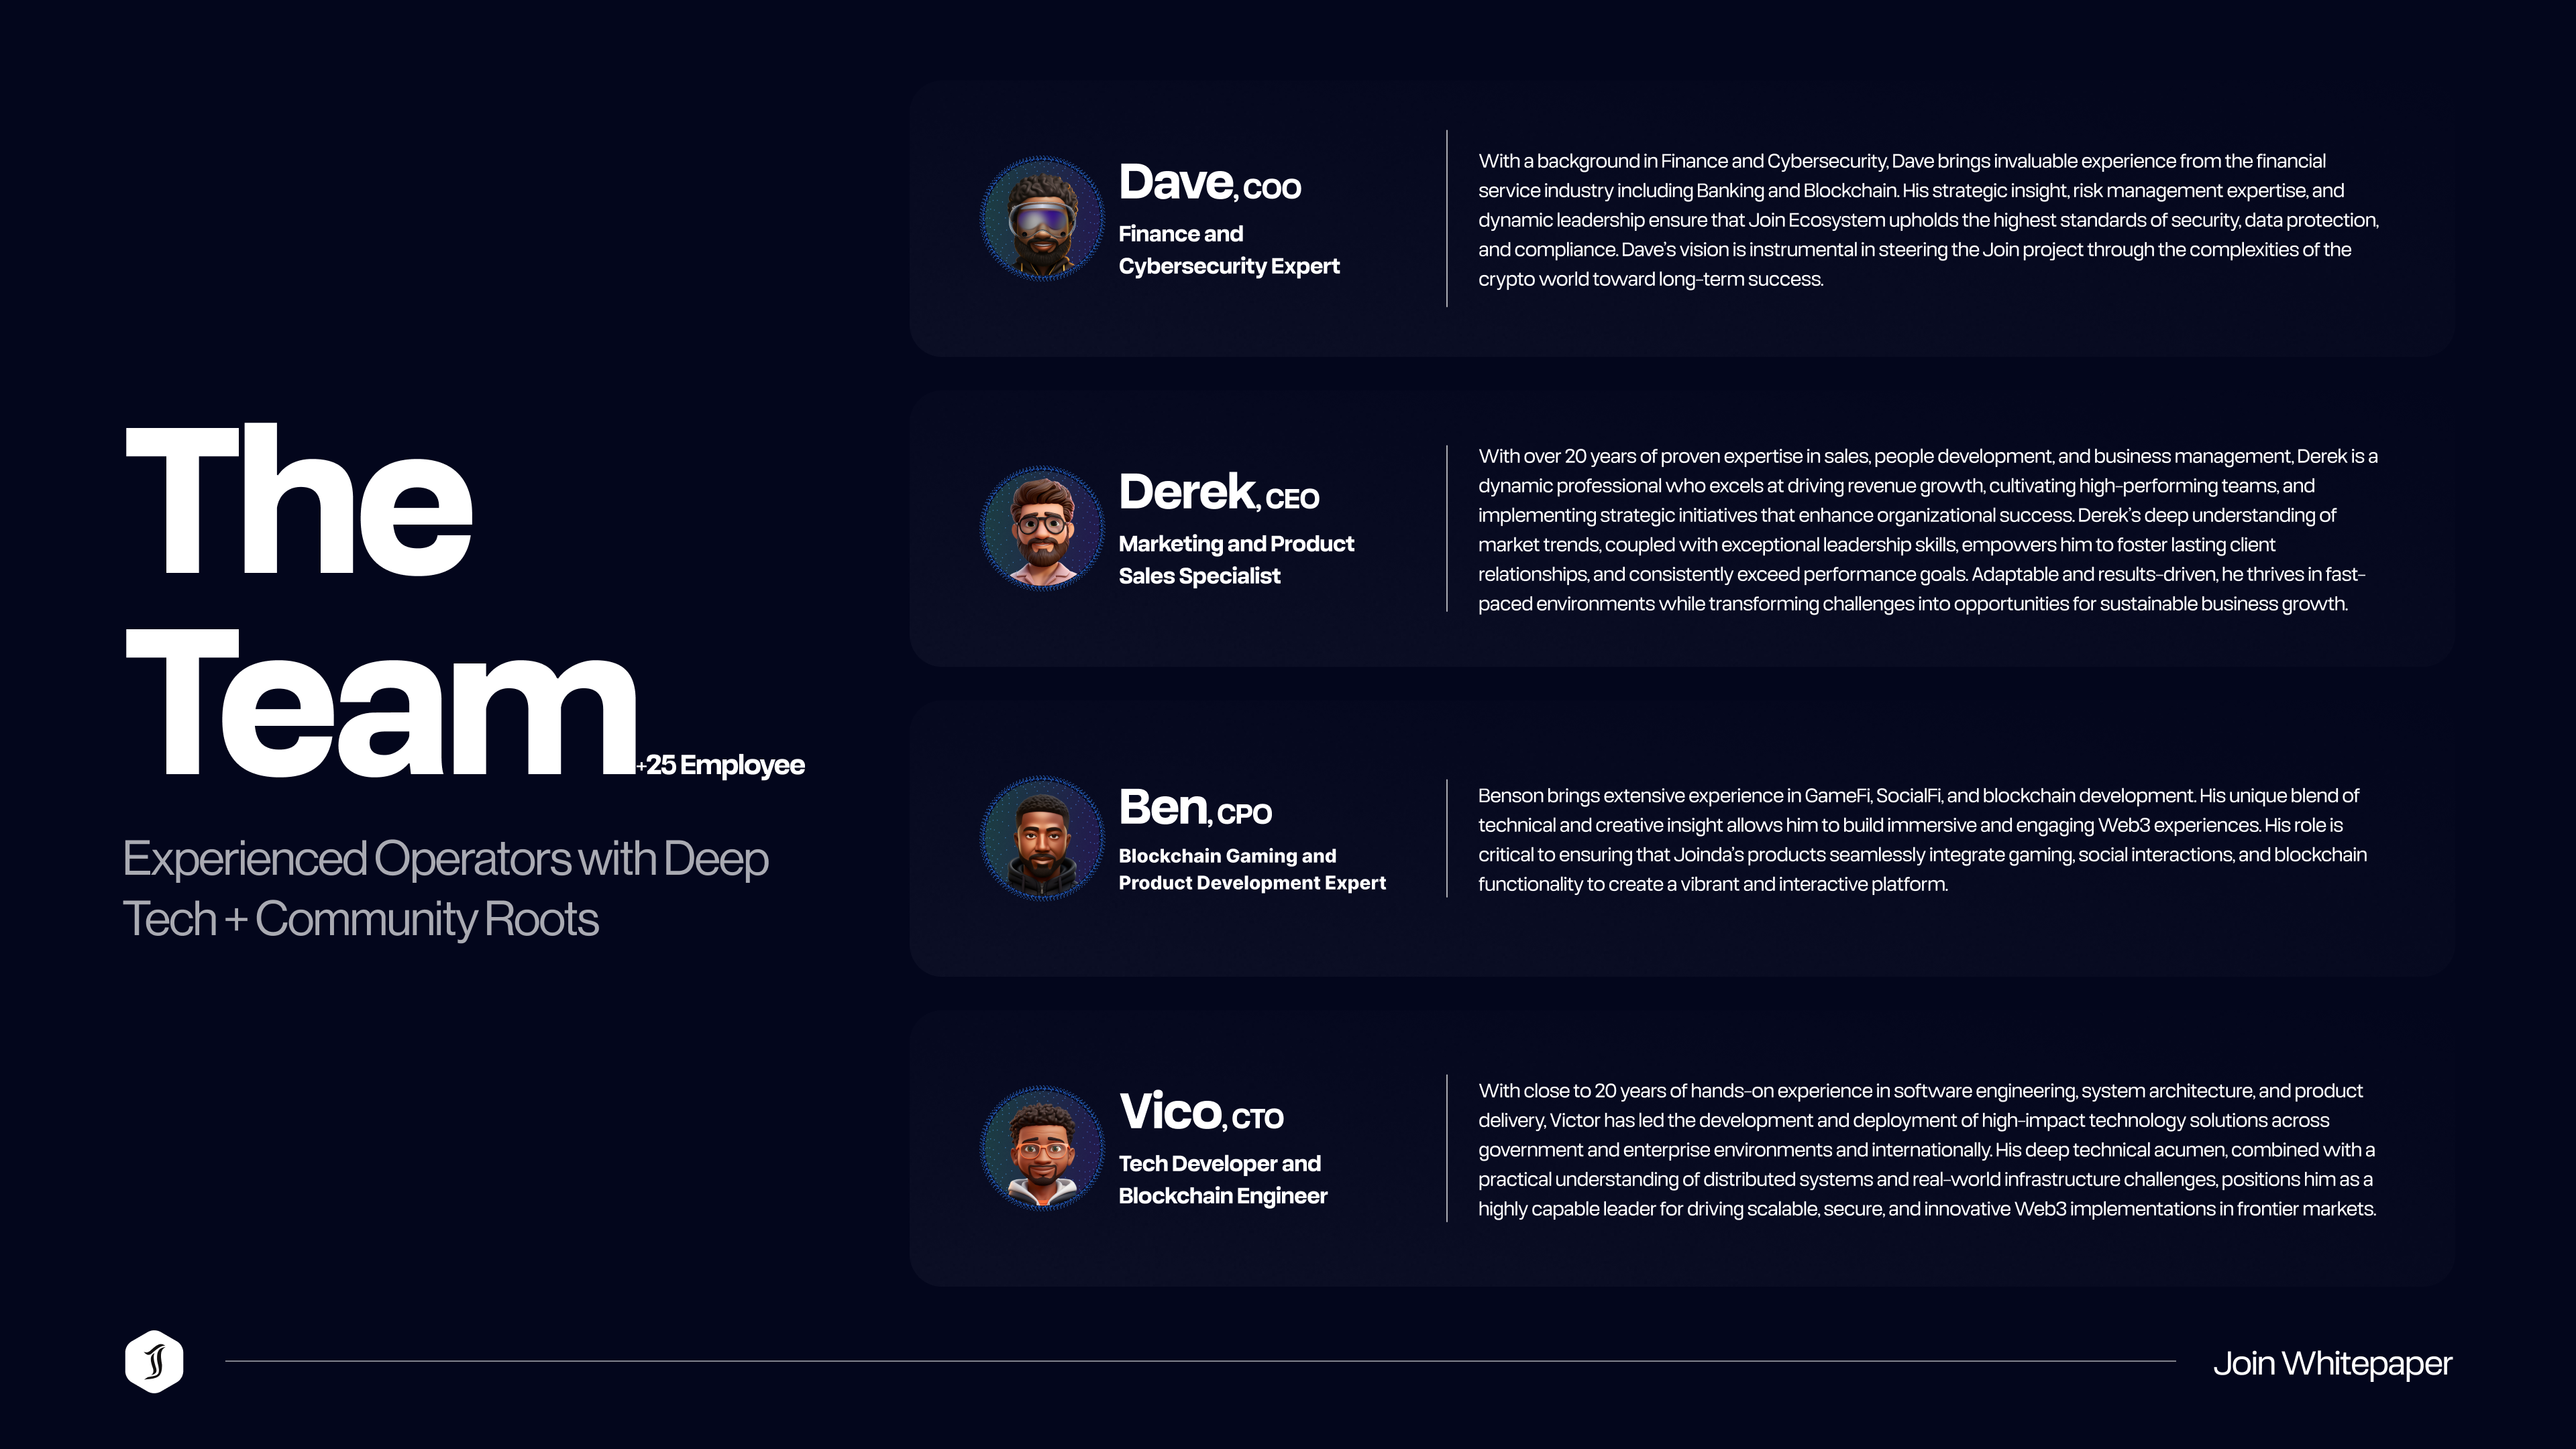 The
Team+25 Employee
Experienced Operators with Deep
Tech + Community Roots
Dave, COO
Finance and
Cybersecurity Expert
With a background in Finance and Cybersecurity, Dave brings invaluable experience from the financial
service industry including Banking and Blockchain. His strategic insight, risk management expertise, and
dynamic leadership ensure that Join Ecosystem upholds the highest standards of security, data protection,
and compliance. Dave’s vision is instrumental in steering the Join project through the complexities of the
crypto world toward long-term success.
Derek, CEO
Marketing and Product
Sales Specialist
With over 20 years of proven expertise in sales, people development, and business management, Derek is a
dynamic professional who excels at driving revenue growth, cultivating high-performing teams, and
implementing strategic initiatives that enhance organizational success. Derek’s deep understanding of
market trends, coupled with exceptional leadership skills, empowers him to foster lasting client
relationships, and consistently exceed performance goals. Adaptable and results-driven, he thrives in fast-
paced environments while transforming challenges into opportunities for sustainable business growth.
Ben, CPO
Blockchain Gaming and
Product Development Expert
Benson brings extensive experience in GameFi, SocialFi, and blockchain development. His unique blend of
technical and creative insight allows him to build immersive and engaging Web3 experiences. His role is
critical to ensuring that Joinda’s products seamlessly integrate gaming, social interactions, and blockchain
functionality to create a vibrant and interactive platform.
Vico, CTO
Tech Developer and
Blockchain Engineer
With close to 20 years of hands-on experience in software engineering, system architecture, and product
delivery, Victor has led the development and deployment of high-impact technology solutions across
government and enterprise environments and internationally. His deep technical acumen, combined with a
practical understanding of distributed systems and real-world infrastructure challenges, positions him as a
highly capable leader for driving scalable, secure, and innovative Web3 implementations in frontier markets.
Join Whitepaper